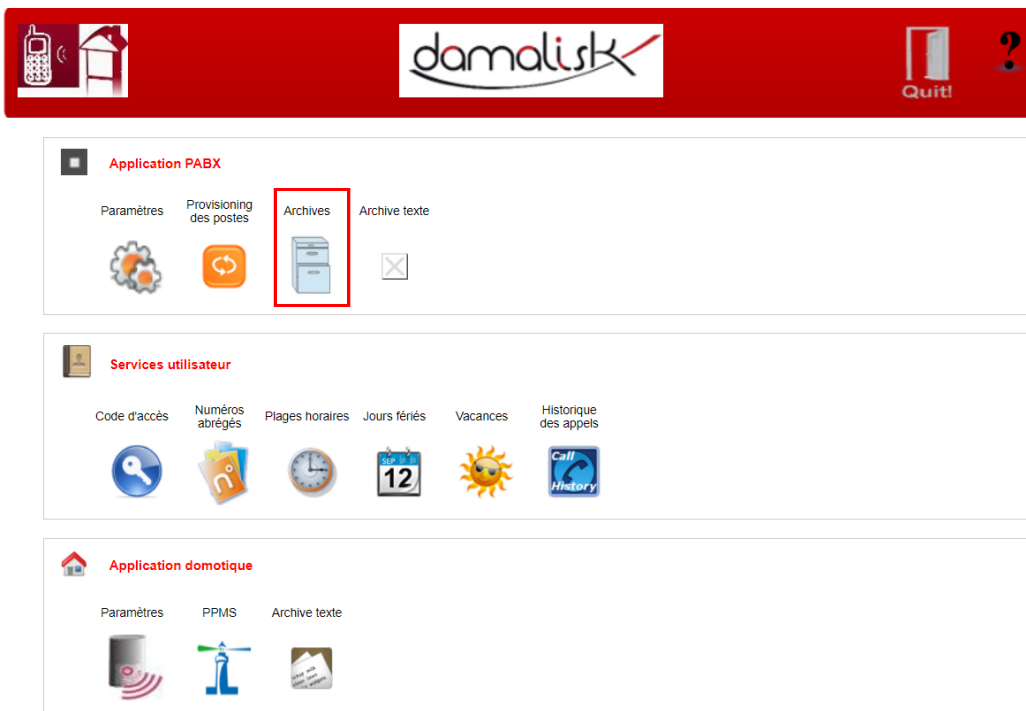 damalisk
Quit!
?
Application PABX
Paramètres
Provisioning
des postes
Archives
Archive texte
Services utilisateur
Code d'accès
Numéros
abrégés
Plages horaires
Jours fériés
Vacances
Historique
des appels
n°
SEP
12
Call
History
Application domotique
Paramètres
PPMS
Archive texte